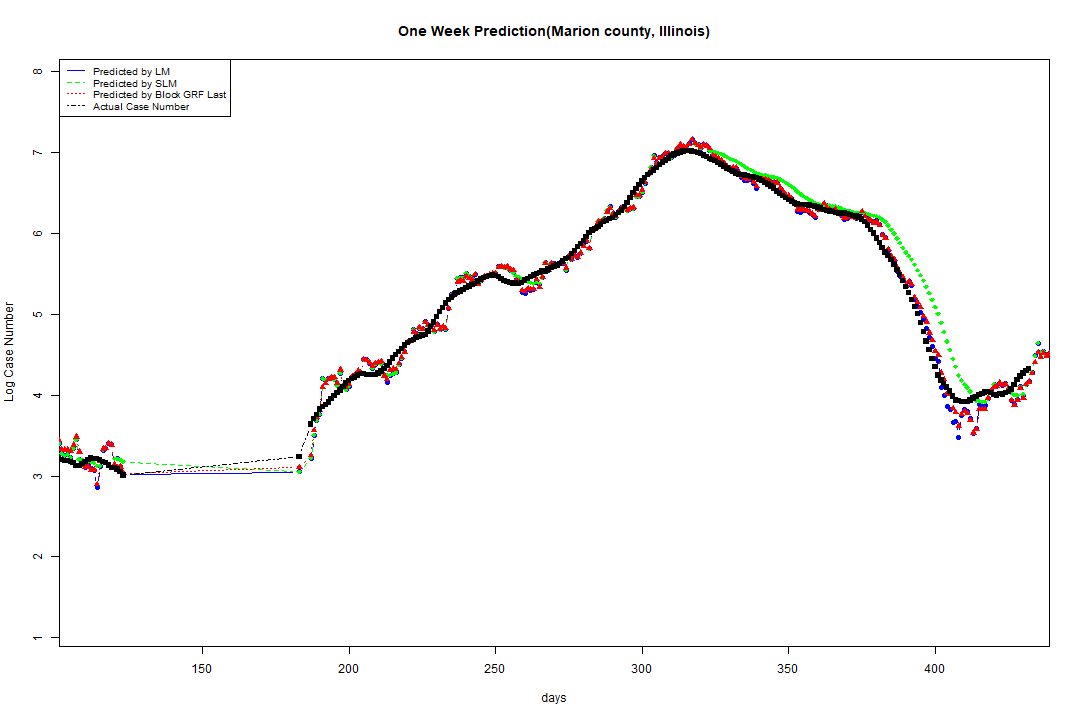 One Week Prediction(Marion county, Illinois)
Predicted by LM
Predicted by SLM
Predicted by Block GRF Last
Actual Case Number
8
7
6
5
4
3
2
1
Log Case Number
150 200 250 300 350 400
days